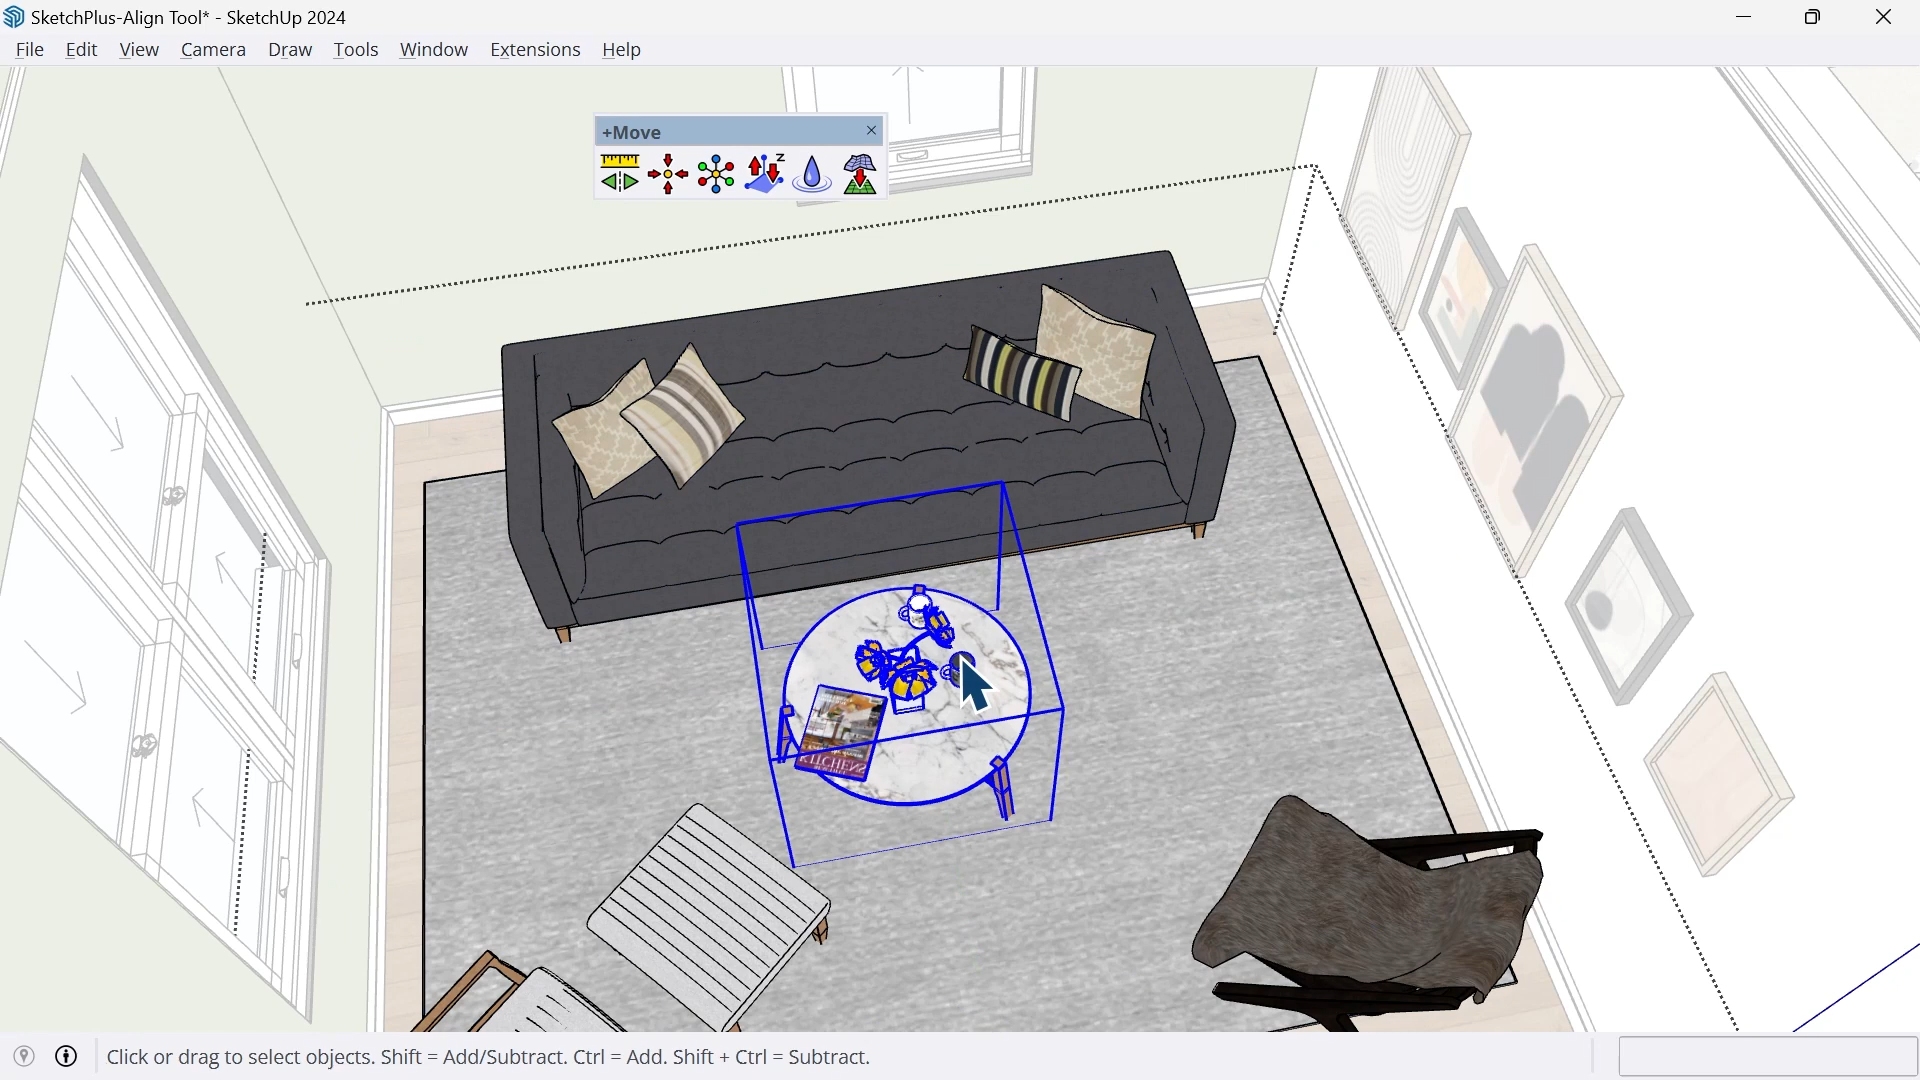 SketchPlus-Align Tool* - SketchUp 2024
File Edit View Camera Draw Tools Window Extensions Help
+Move
Z
KITCHENS
Click or drag to select objects. Shift = Add/Subtract. Ctrl = Add. Shift + Ctrl = Subtract.